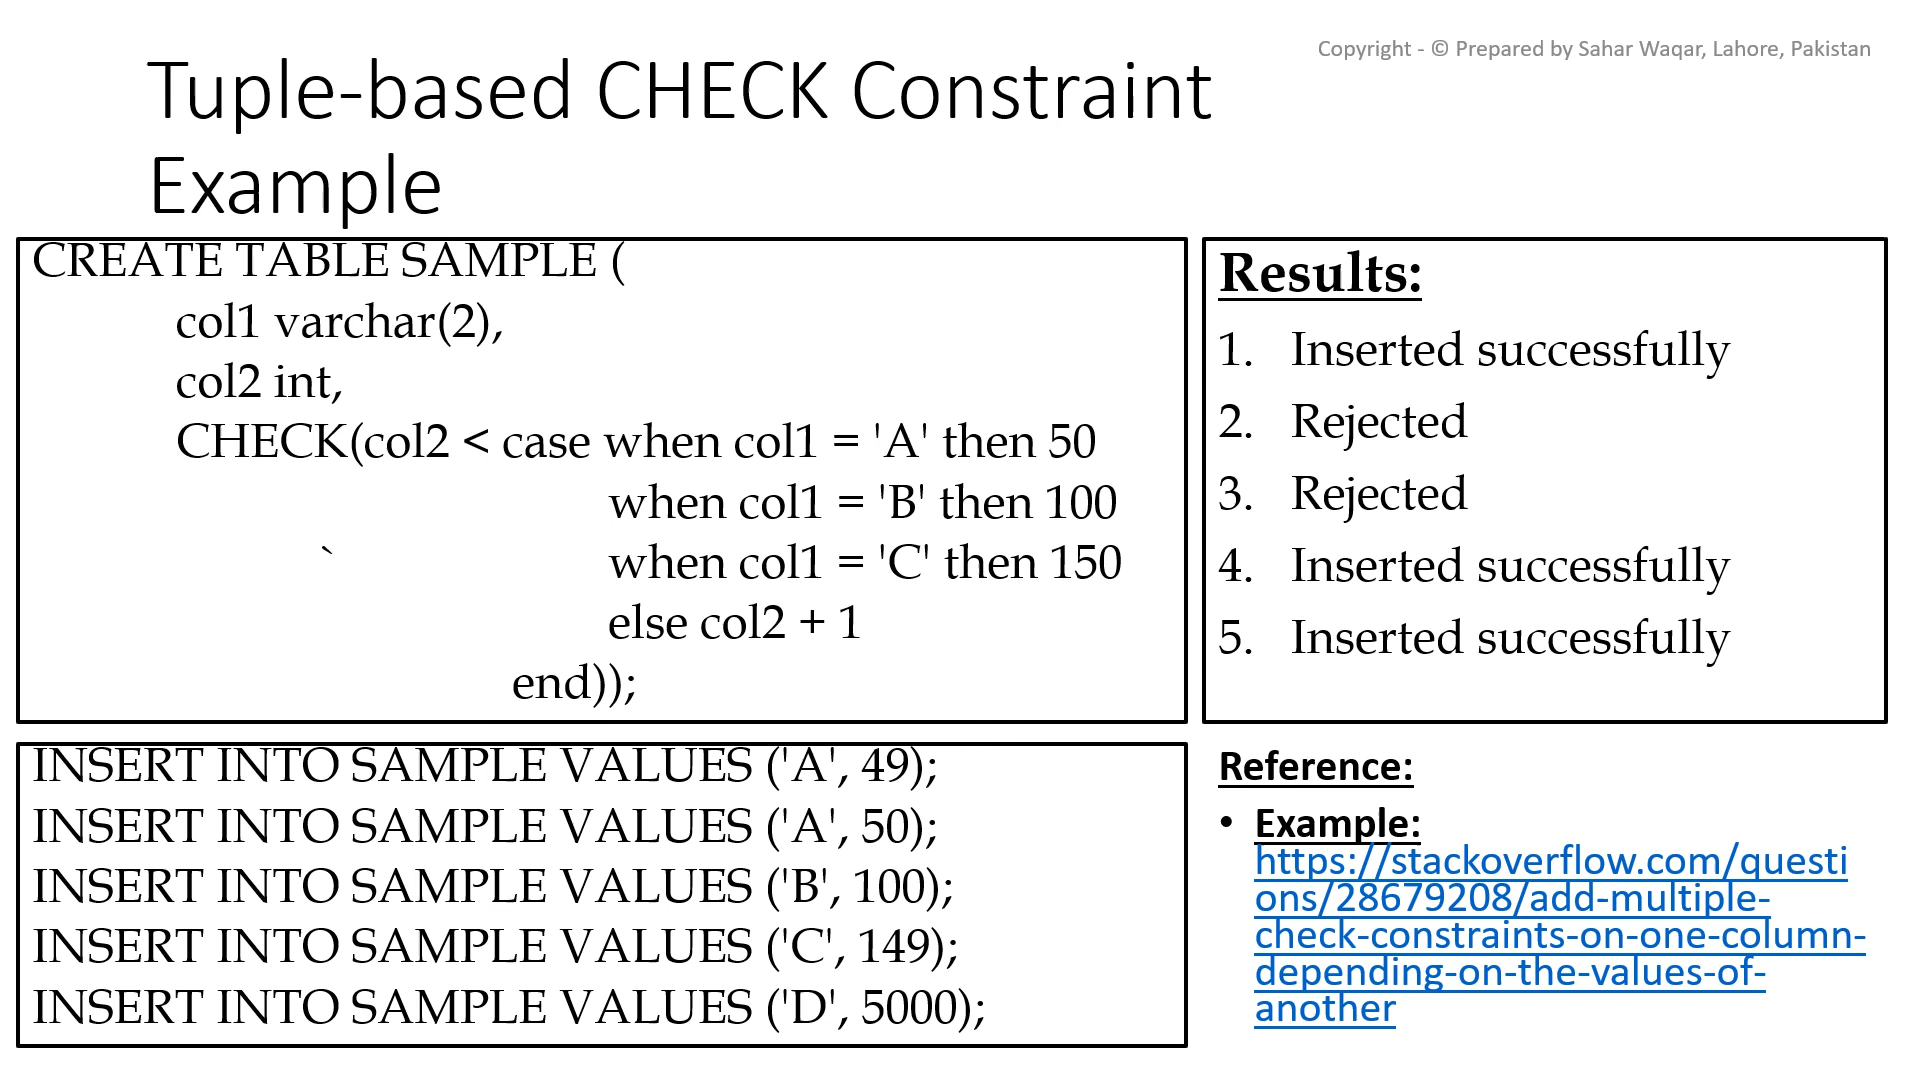 Copyright - © Prepared by Sahar Waqar, Lahore, Pakistan
Tuple-based CHECK Constraint
Example
CREATE TABLE SAMPLE (
col1 varchar(2),
col2 int,
CHECK(col2 < case when col1 = 'A' then 50
when col1 = 'B' then 100
` when col1 = 'C' then 150
else col2 + 1
end));
Results:
1. Inserted successfully
2. Rejected
3. Rejected
4. Inserted successfully
5. Inserted successfully
INSERT INTO SAMPLE VALUES ('A', 49);
INSERT INTO SAMPLE VALUES ('A', 50);
INSERT INTO SAMPLE VALUES ('B', 100);
INSERT INTO SAMPLE VALUES ('C', 149);
INSERT INTO SAMPLE VALUES ('D', 5000);
Reference:
• Example:
https://stackoverflow.com/questi
ons/28679208/add-multiple-
check-constraints-on-one-column-
depending-on-the-values-of-
another